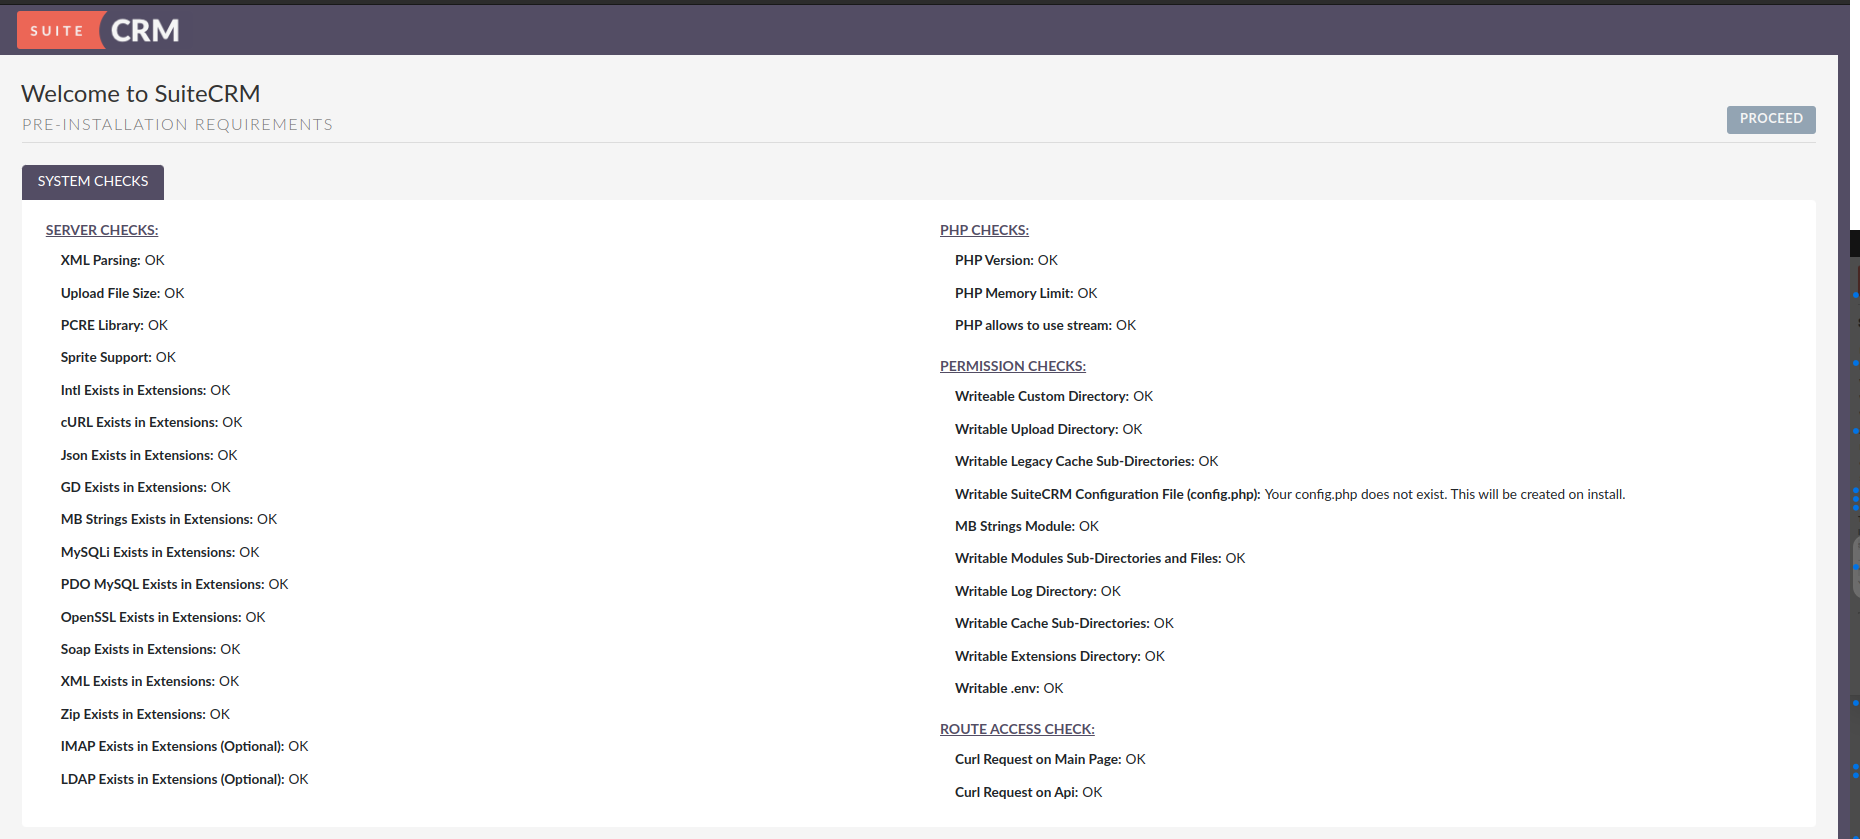 SUITE CRM
Welcome to SuiteCRM
PRE-INSTALLATION REQUIREMENTS
PROCEED
SYSTEM CHECKS
SERVER CHECKS:
XML Parsing: OK
Upload File Size: OK
PCRE Library: OK
Sprite Support: OK
Intl Exists in Extensions: OK
cURL Exists in Extensions: OK
Json Exists in Extensions: OK
GD Exists in Extensions: OK
MB Strings Exists in Extensions: OK
MySQLi Exists in Extensions: OK
PDO MySQL Exists in Extensions: OK
OpenSSL Exists in Extensions: OK
Soap Exists in Extensions: OK
XML Exists in Extensions: OK
Zip Exists in Extensions: OK
IMAP Exists in Extensions (Optional): OK
LDAP Exists in Extensions (Optional): OK
PHP CHECKS:
PHP Version: OK
PHP Memory Limit: OK
PHP allows to use stream: OK
PERMISSION CHECKS:
Writeable Custom Directory: OK
Writable Upload Directory: OK
Writable Legacy Cache Sub-Directories: OK
Writable SuiteCRM Configuration File (config.php): Your config.php does not exist. This will be created on install.
MB Strings Module: OK
Writable Modules Sub-Directories and Files: OK
Writable Log Directory: OK
Writable Cache Sub-Directories: OK
Writable Extensions Directory: OK
Writable .env: OK
ROUTE ACCESS CHECK:
Curl Request on Main Page: OK
Curl Request on Api: OK